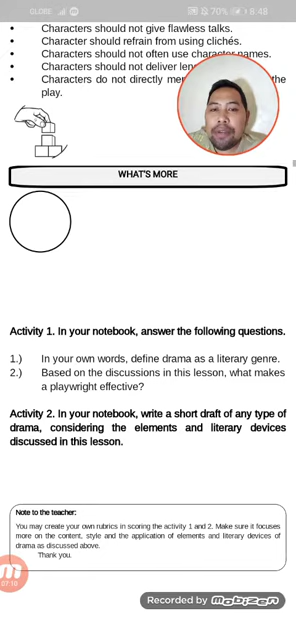 GLOBE
70%
8:48
• Characters should not give flawless talks.
• Character should refrain from using clichés.
• Characters should not often use character names.
• Characters should not deliver
• Characters do not directly the
play.
WHAT'S MORE
Activity 1. In your notebook, answer the following questions.
1.) In your own words, define drama as a literary genre.
2.) Based on the discussions in this lesson, what makes
a playwright effective?
Activity 2. In your notebook, write a short draft of any type of
drama, considering the elements and literary devices
discussed in this lesson.
Note to the teacher:
You may create your own rubrics in scoring the activity 1 and 2. Make sure it focuses
more on the content, style and the application of elements and literary devices of
drama as discussed above.
Thank you.
07:10
Recorded by mobizen